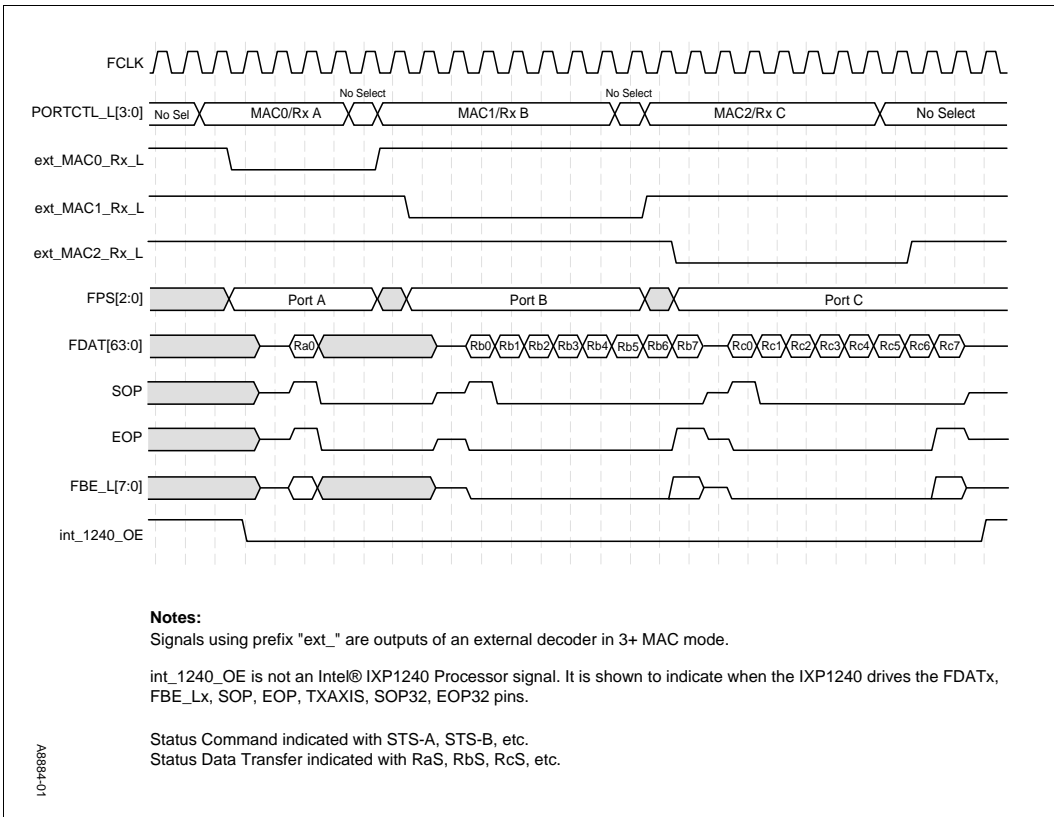 FCLK
No Select No Select
PORTCTL_L[3:0] No Sel MAC0/Rx A MAC1/Rx B MAC2/Rx C No Select
ext_MAC0_Rx_L
ext_MAC1_Rx_L
ext_MAC2_Rx_L
FPS[2:0] Port A Port B Port C
FDAT[63:0] Ra0 Rb0 Rb1 Rb2 Rb3 Rb4 Rb5 Rb6 Rb7 Rc0 Rc1 Rc2 Rc3 Rc4 Rc5 Rc6 Rc7
SOP
EOP
FBE_L[7:0]
int_1240_OE
Notes:
Signals using prefix "ext_" are outputs of an external decoder in 3+ MAC mode.
int_1240_OE is not an Intel® IXP1240 Processor signal. It is shown to indicate when the IXP1240 drives the FDATx,
FBE_Lx, SOP, EOP, TXAXIS, SOP32, EOP32 pins.
Status Command indicated with STS-A, STS-B, etc.
Status Data Transfer indicated with RaS, RbS, RcS, etc.
A8884-01